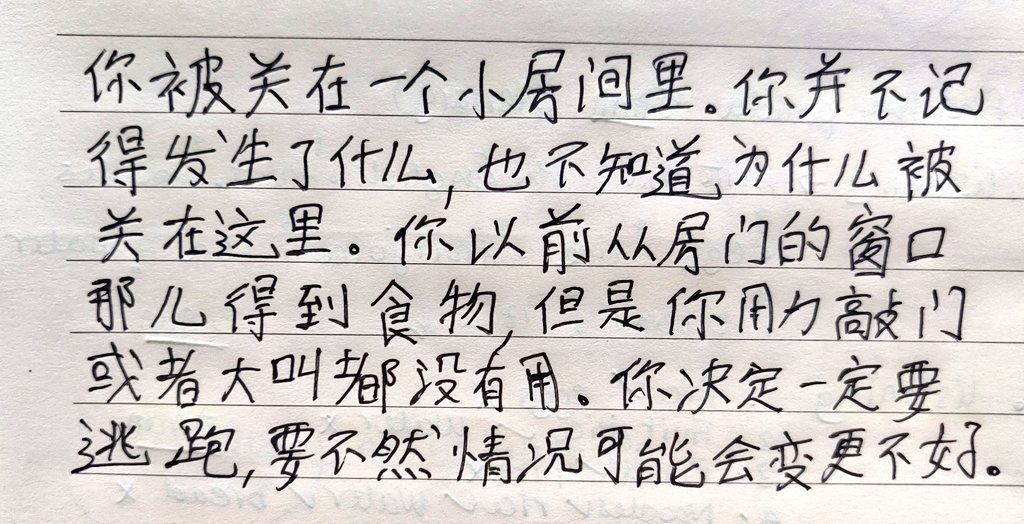 你被关在一个小房间里。你并不记
得发生了什么,也不知道为什么被
关在这里。你以前从房门的窗口
那儿得到食物,但是你用力敲门
或者大叫都没有用。你决定一定要
逃跑,要不然情况可能会变更不好。